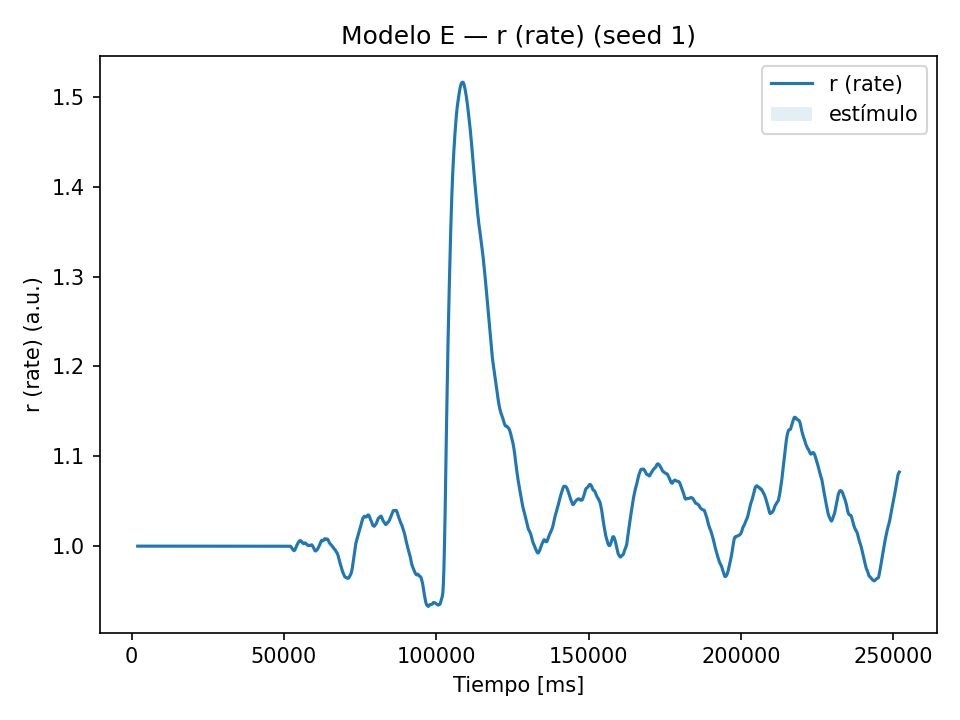 Modelo E — r (rate) (seed 1)
r (rate)
estímulo
r (rate) (a.u.)
1.5
1.4
1.3
1.2
1.1
1.0
0 50000 100000 150000 200000 250000
Tiempo [ms]